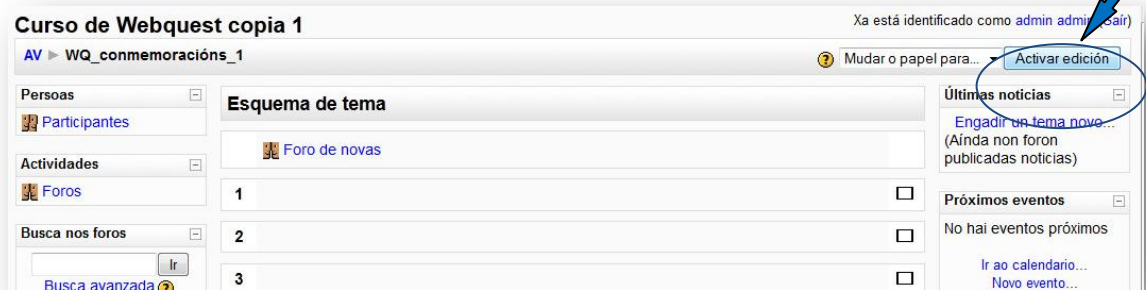 Curso de Webquest copia 1
Xa está identificado como admin admin (Saír)
AV ► WQ_conmemoracións_1
Mudar o papel para... Activar edición
Persoas
Participantes
Actividades
Foros
Busca nos foros
Ir
Busca avanzada
Esquema de tema
Foro de novas
1
2
3
Últimas noticias
Engadir un tema novo...
(Aínda non foron
publicadas noticias)
Próximos eventos
No hai eventos próximos
Ir ao calendario...
Novo evento...